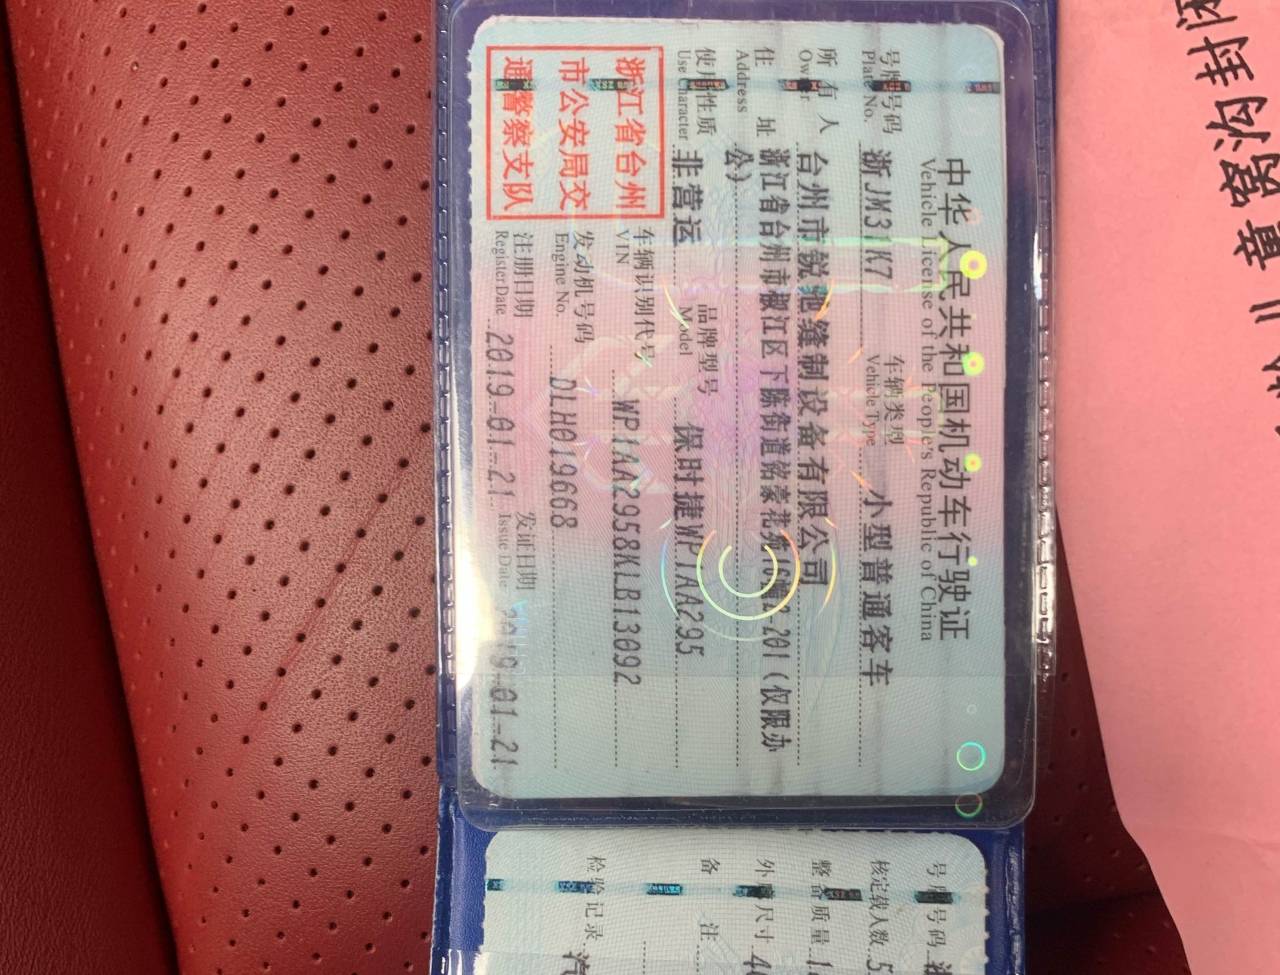 中华人民共和国机动车行驶证
Vehicle License of the People's Republic of China
号牌号码 浙JM31K7 车辆类型 小型普通客车
Plate No. Vehicle Type
所有人 台州市锐驰缝制设备有限公司
Owner
住址 浙江省台州市椒江区下陈街道铭豪花苑 2-201(仅限办
Address 公)
使用性质 非营运 品牌型号 保时捷WP1AA295
Use Character Model
浙江省台州
市公安局交
通警察支队
车辆识别代号 WP1AA2958KLB13092
VIN
发动机号码 DLH019668
Engine No.
注册日期 2019-01-21 发证日期 2019-01-21
Register Date Issue Date
号牌号码
核定载人数 5
整备质量
外廓尺寸
备注
检验记录